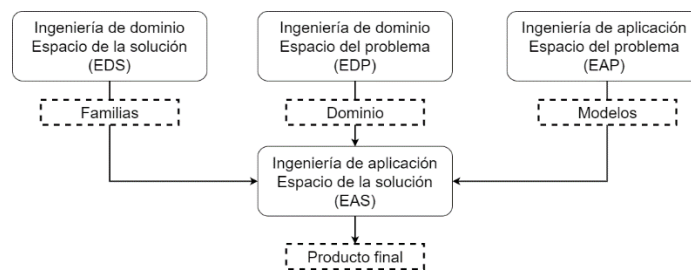 Ingeniería de dominio
Espacio de la solución
(EDS)
Ingeniería de dominio
Espacio del problema
(EDP)
Ingeniería de aplicación
Espacio del problema
(EAP)
Familias
Dominio
Modelos
Ingeniería de aplicación
Espacio de la solución
(EAS)
Producto final